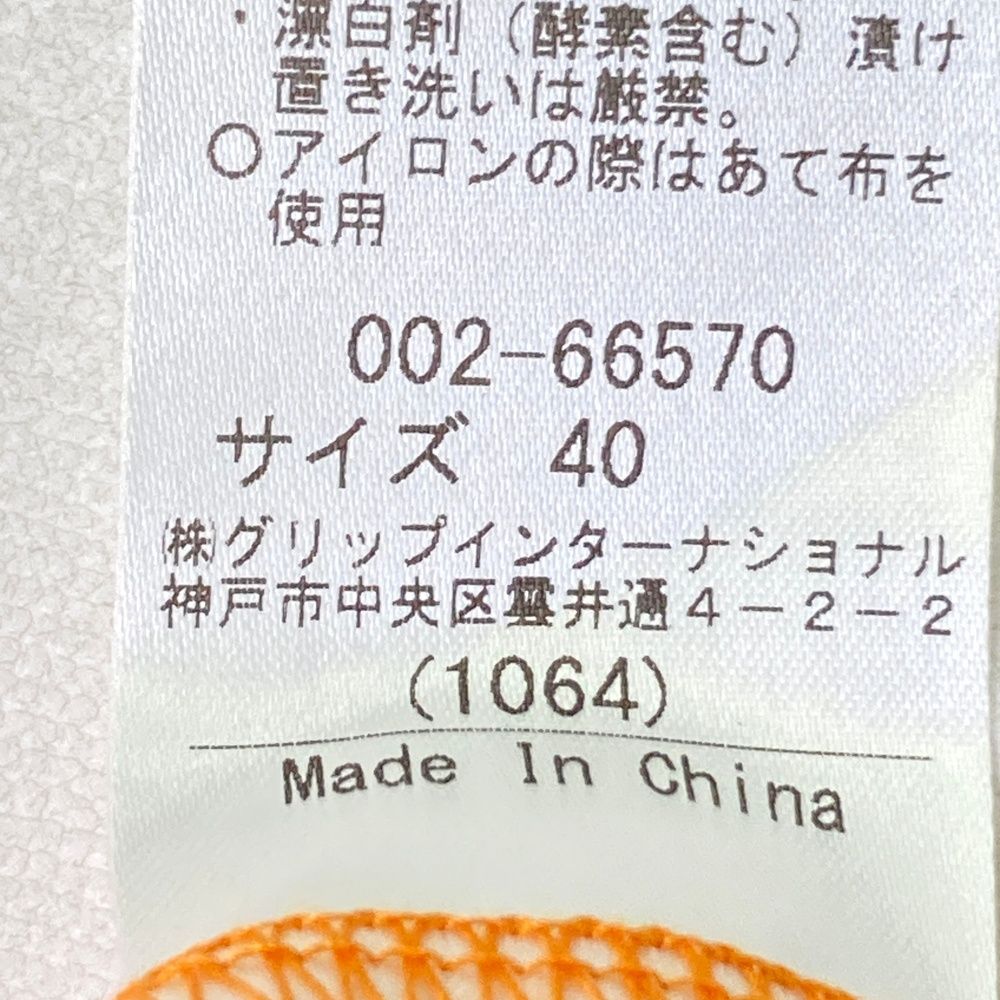 ・漂白剤（酵素含む）漬け
置き洗いは厳禁。
○アイロンの際はあて布を
使用
002-66570
サイズ 40
㈱グリップインターナショナル
神戸市中央区雲井通４－２－２
(1064)
Made In China